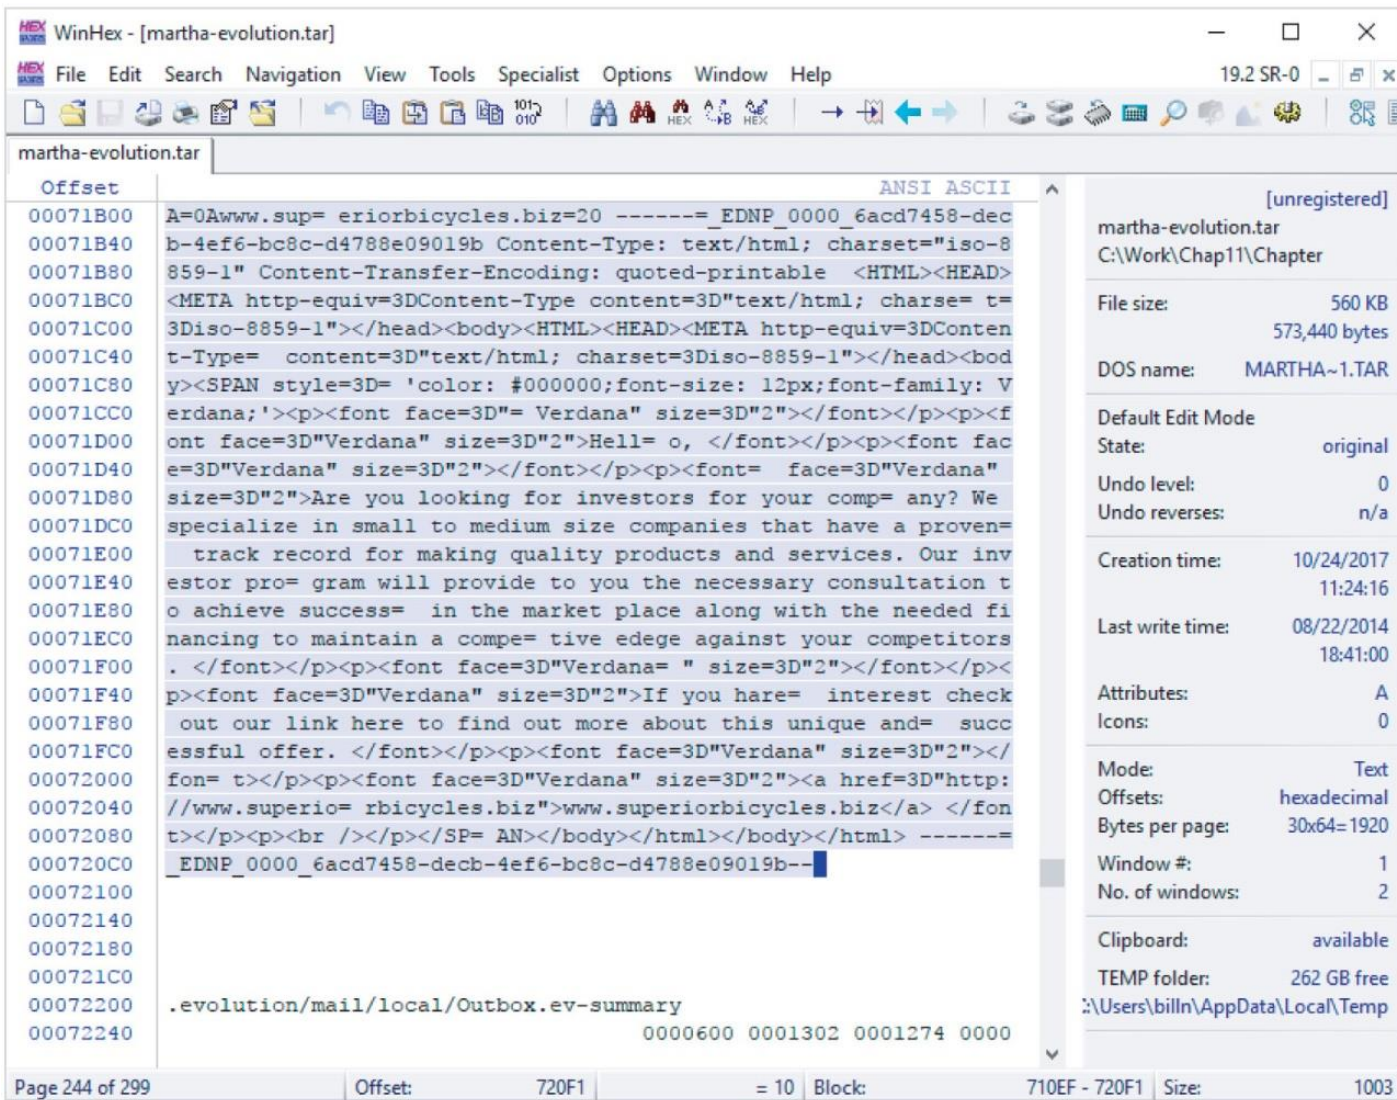 WinHex - [martha-evolution.tar]
File Edit Search Navigation View Tools Specialist Options Window Help 19.2 SR-0
martha-evolution.tar
Offset ANSI ASCII
00071B00 A=0Awww.sup= eriorbicycles.biz=20 ------=_EDNP_0000_6acd7458-dec
00071B40 b-4ef6-bc8c-d4788e09019b Content-Type: text/html; charset="iso-8
00071B80 859-1" Content-Transfer-Encoding: quoted-printable  <HTML><HEAD>
00071BC0 <META http-equiv=3DContent-Type content=3D"text/html; charse= t=
00071C00 3Diso-8859-1"></head><body><HTML><HEAD><META http-equiv=3DConten
00071C40 t-Type=  content=3D"text/html; charset=3Diso-8859-1"></head><bod
00071C80 y><SPAN style=3D= 'color: #000000;font-size: 12px;font-family: V
00071CC0 erdana;'><p><font face=3D"= Verdana" size=3D"2"></font></p><p><f
00071D00 ont face=3D"Verdana" size=3D"2">Hell= o, </font></p><p><font fac
00071D40 e=3D"Verdana" size=3D"2"></font></p><p><font=  face=3D"Verdana"
00071D80 size=3D"2">Are you looking for investors for your comp= any? We
00071DC0 specialize in small to medium size companies that have a proven=
00071E00   track record for making quality products and services. Our inv
00071E40 estor pro= gram will provide to you the necessary consultation t
00071E80 o achieve success=  in the market place along with the needed fi
00071EC0 nancing to maintain a compe= tive edege against your competitors
00071F00 . </font></p><p><font face=3D"Verdana= " size=3D"2"></font></p><
00071F40 p><font face=3D"Verdana" size=3D"2">If you hare=  interest check
00071F80  out our link here to find out more about this unique and=  succ
00071FC0 essful offer. </font></p><p><font face=3D"Verdana" size=3D"2"></
00072000 fon= t></p><p><font face=3D"Verdana" size=3D"2"><a href=3D"http:
00072040 //www.superio= rbicycles.biz">www.superiorbicycles.biz</a> </fon
00072080 t></p><p><br /></p></SP= AN></body></html></body></html> ------=
000720C0 _EDNP_0000_6acd7458-decb-4ef6-bc8c-d4788e09019b--
00072100
00072140
00072180
000721C0
00072200 .evolution/mail/local/Outbox.ev-summary
00072240 0000600 0001302 0001274 0000
[unregistered]
martha-evolution.tar
C:\Work\Chap11\Chapter
File size: 560 KB
573,440 bytes
DOS name: MARTHA~1.TAR
Default Edit Mode
State: original
Undo level: 0
Undo reverses: n/a
Creation time: 10/24/2017
11:24:16
Last write time: 08/22/2014
18:41:00
Attributes: A
Icons: 0
Mode: Text
Offsets: hexadecimal
Bytes per page: 30x64=1920
Window #: 1
No. of windows: 2
Clipboard: available
TEMP folder: 262 GB free
:\Users\billn\AppData\Local\Temp
Page 244 of 299 Offset: 720F1 = 10 Block: 710EF - 720F1 Size: 1003